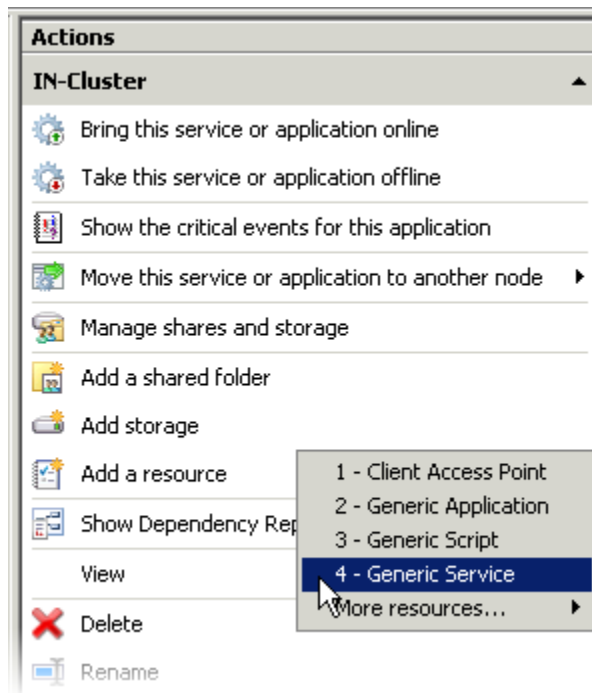 Actions
IN-Cluster
Bring this service or application online
Take this service or application offline
Show the critical events for this application
Move this service or application to another node
Manage shares and storage
Add a shared folder
Add storage
Add a resource
1 - Client Access Point
2 - Generic Application
3 - Generic Script
4 - Generic Service
More resources...
Show Dependency Rep
View
Delete
Rename